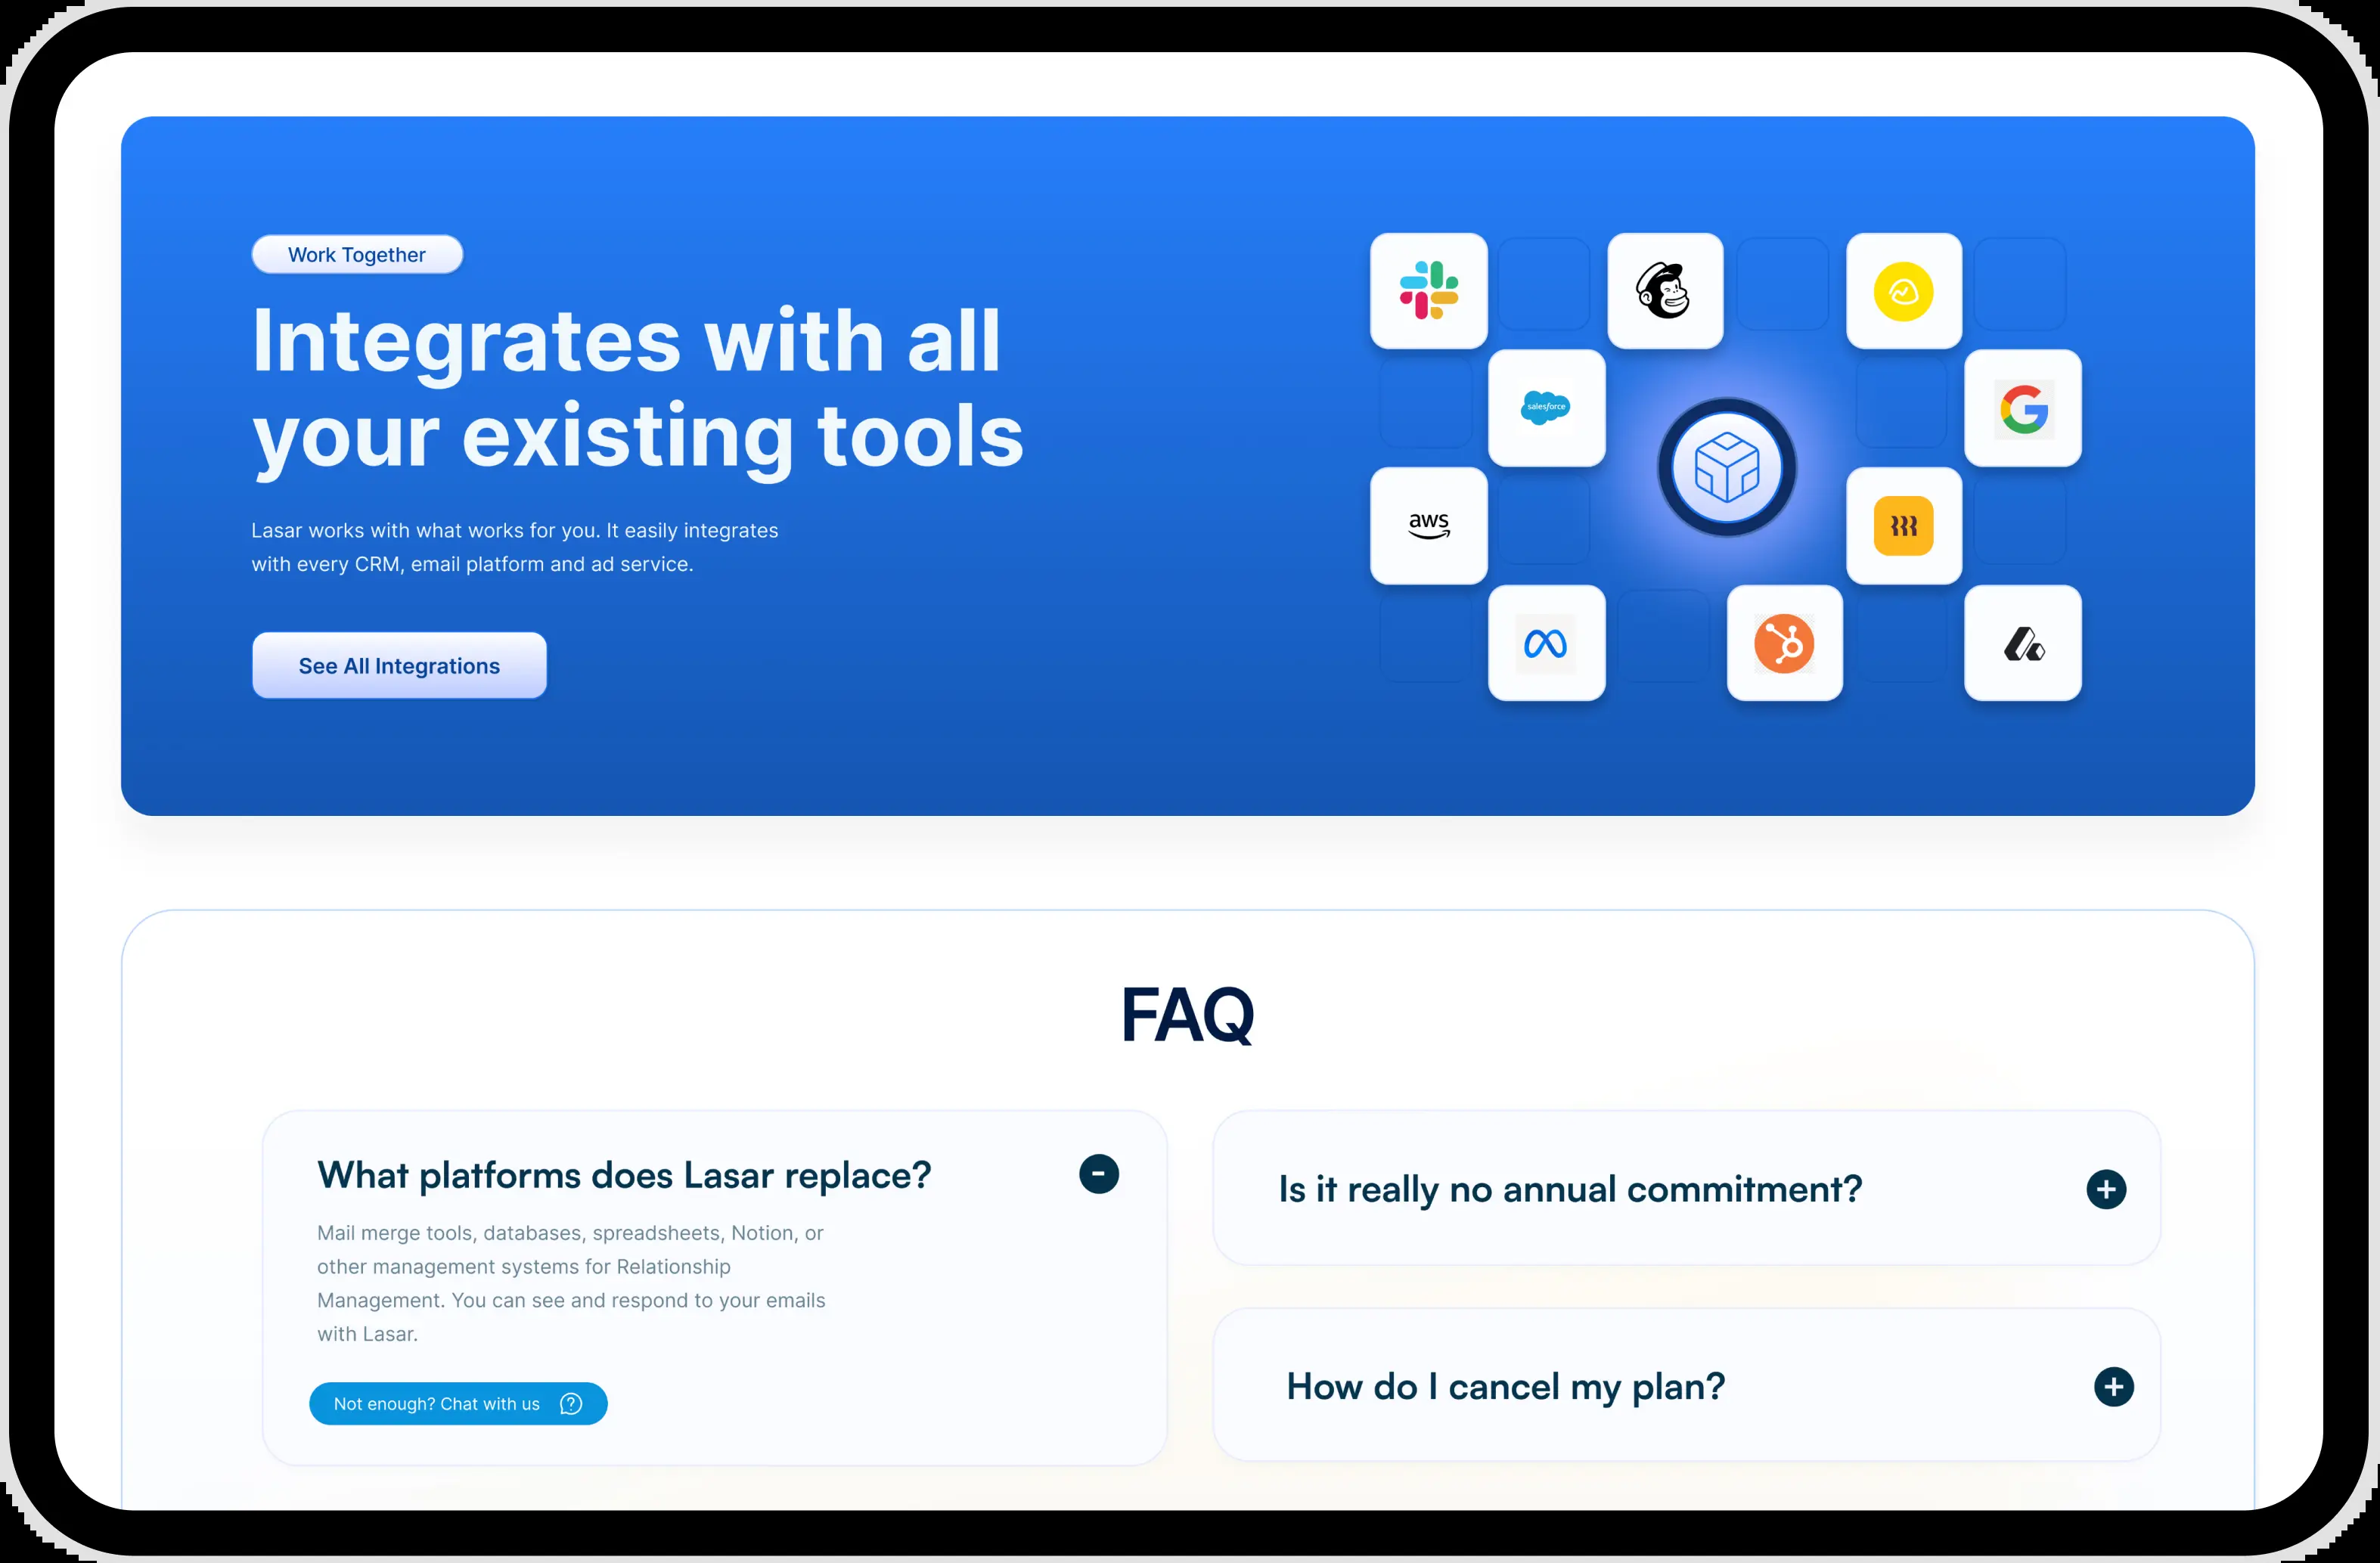 Work Together
Integrates with all
your existing tools
Lasar works with what works for you. It easily integrates
with every CRM, email platform and ad service.
See All Integrations
salesforce
aws
FAQ
What platforms does Lasar replace?
Mail merge tools, databases, spreadsheets, Notion, or
other management systems for Relationship
Management. You can see and respond to your emails
with Lasar.
Not enough? Chat with us
Is it really no annual commitment?
How do I cancel my plan?